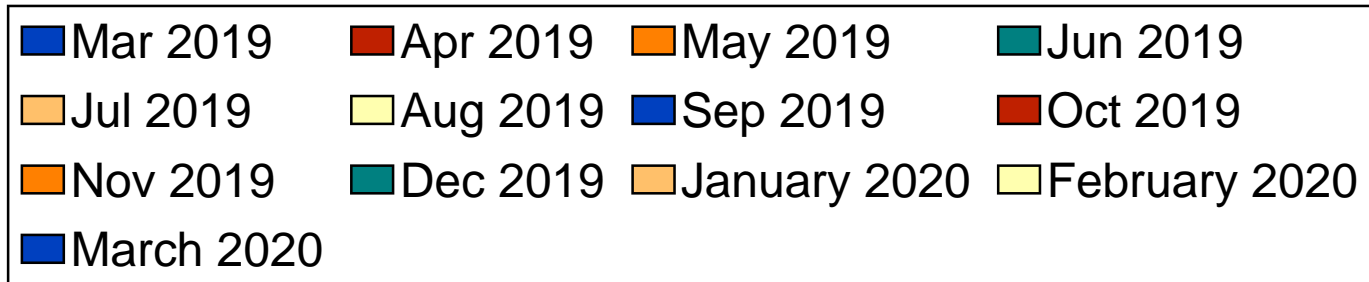 Mar 2019 Apr 2019 May 2019 Jun 2019
Jul 2019 Aug 2019 Sep 2019 Oct 2019
Nov 2019 Dec 2019 January 2020 February 2020
March 2020